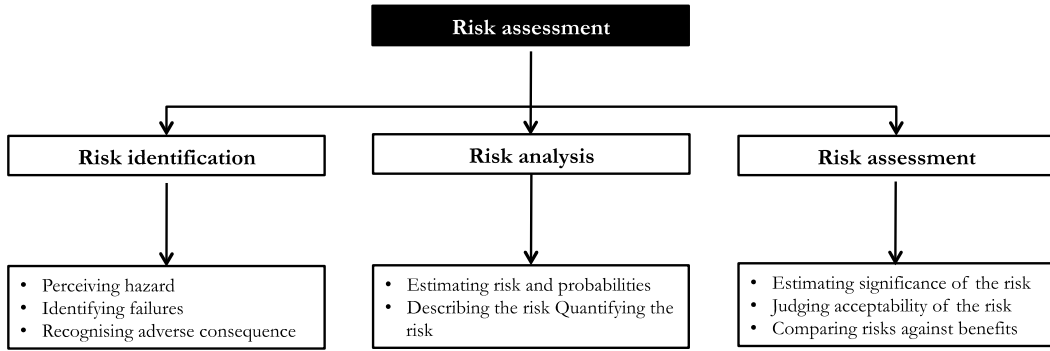 Risk assessment
Risk identification
Risk analysis
Risk assessment
• Perceiving hazard
• Identifying failures
• Recognising adverse consequence
• Estimating risk and probabilities
• Describing the risk Quantifying the
risk
• Estimating significance of the risk
• Judging acceptability of the risk
• Comparing risks against benefits